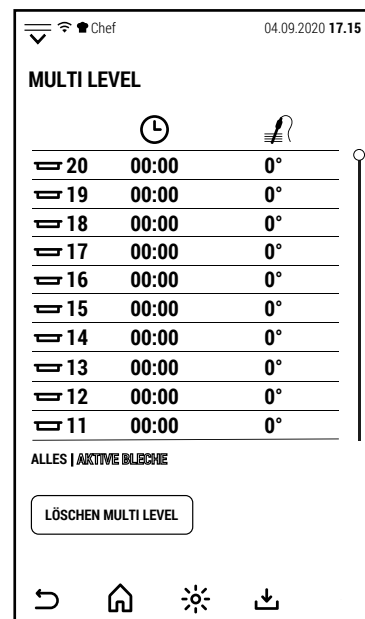 Chef 04.09.2020 17.15
MULTI LEVEL
20 00:00 0°
19 00:00 0°
18 00:00 0°
17 00:00 0°
16 00:00 0°
15 00:00 0°
14 00:00 0°
13 00:00 0°
12 00:00 0°
11 00:00 0°
ALLES | AKTIVE BLECHE
LÖSCHEN MULTI LEVEL